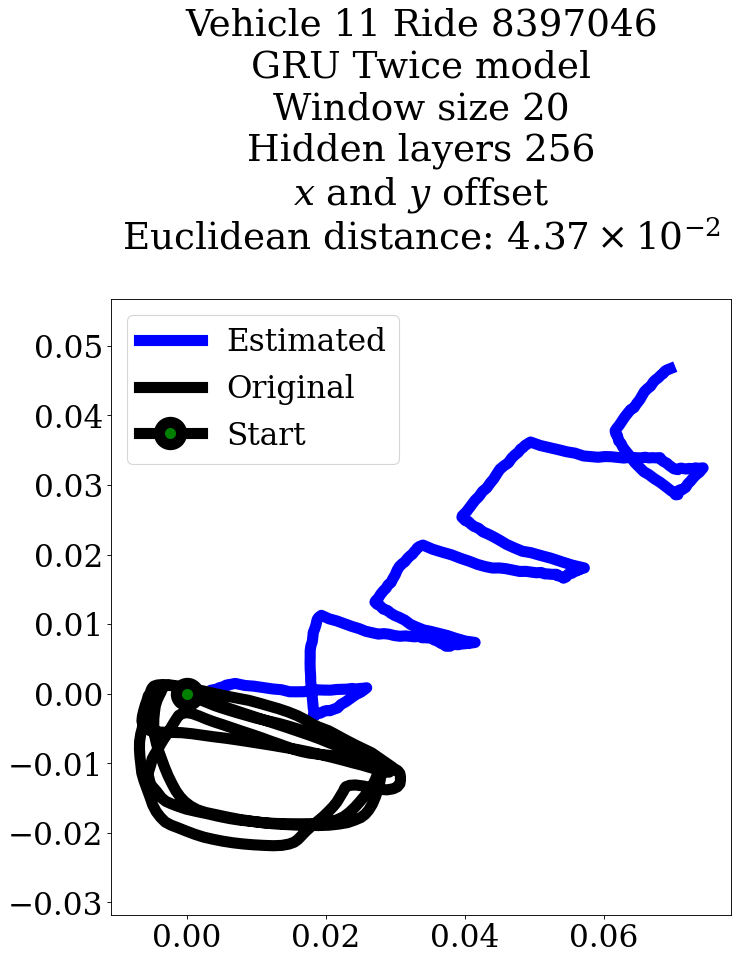 Vehicle 11 Ride 8397046
GRU Twice model
Window size 20
Hidden layers 256
x and y offset
Euclidean distance: 4.37 × 10⁻²
Estimated
Original
Start
0.05
0.04
0.03
0.02
0.01
0.00
−0.01
−0.02
−0.03
0.00 0.02 0.04 0.06